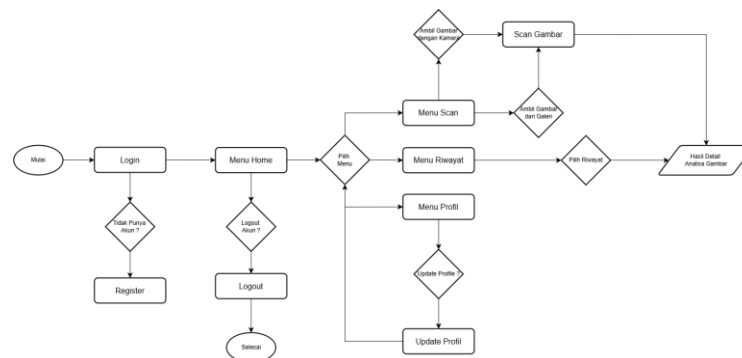 Ambil Gambar
dengan Kamera
Scan Gambar
Menu Scan
Ambil Gambar
dari Galeri
Mulai
Login
Menu Home
Pilih
Menu
Menu Riwayat
Pilih Riwayat
Hasil Detail
Analisa Gambar
Tidak Punya
Akun ?
Logout
Akun ?
Menu Profil
Update Profile ?
Register
Logout
Selesai
Update Profil